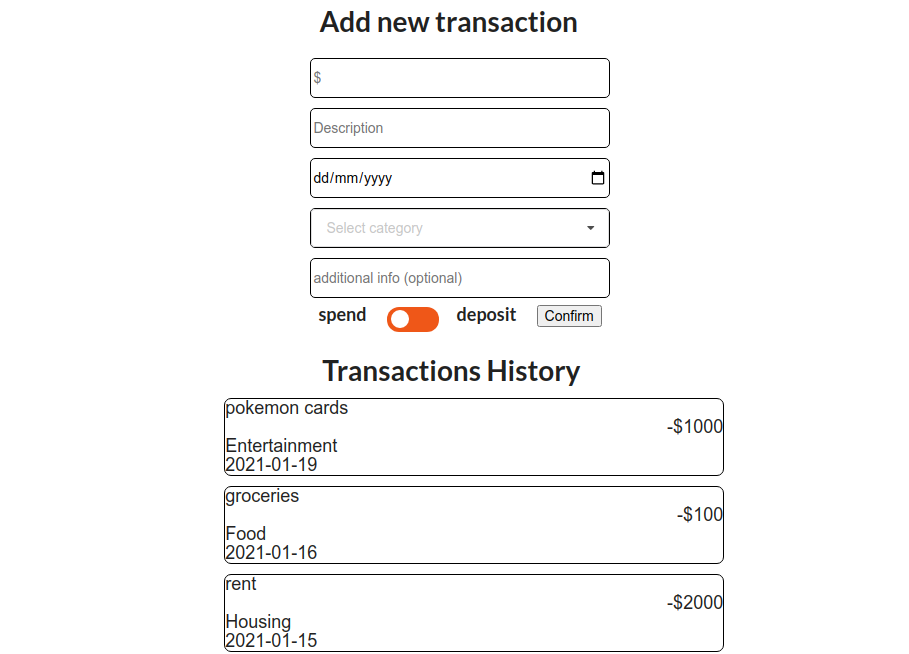 Add new transaction
$
Description
dd/mm/yyyy
Select category
additional info (optional)
spend deposit Confirm
Transactions History
pokemon cards
-$1000
Entertainment
2021-01-19
groceries
-$100
Food
2021-01-16
rent
-$2000
Housing
2021-01-15